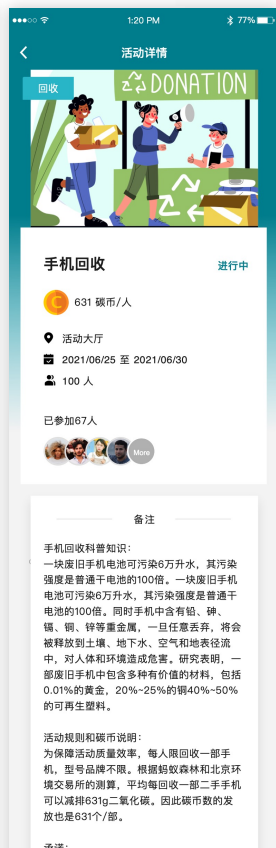 1:20 PM
77%
活动详情
回收
DONATION
手机回收
进行中
C
631 碳币/人
活动大厅
2021/06/25 至 2021/06/30
100 人
已参加67人
More
备注
手机回收科普知识：
一块废旧手机电池可污染6万升水，其污染
强度是普通干电池的100倍。一块废旧手机
电池可污染6万升水，其污染强度是普通干
电池的100倍。同时手机中含有铅、砷、
镉、铜、锌等重金属，一旦任意丢弃，将会
被释放到土壤、地下水、空气和地表径流
中，对人体和环境造成危害。研究表明，一
部废旧手机中包含多种有价值的材料，包括
0.01%的黄金，20%~25%的铜40%~50%
的可再生塑料。
活动规则和碳币说明：
为保障活动质量效率，每人限回收一部手
机，型号品牌不限。根据蚂蚁森林和北京环
境交易所的测算，平均每回收一部二手手机
可以减排631g二氧化碳。因此碳币数的发
放也是631个/部。
承诺：